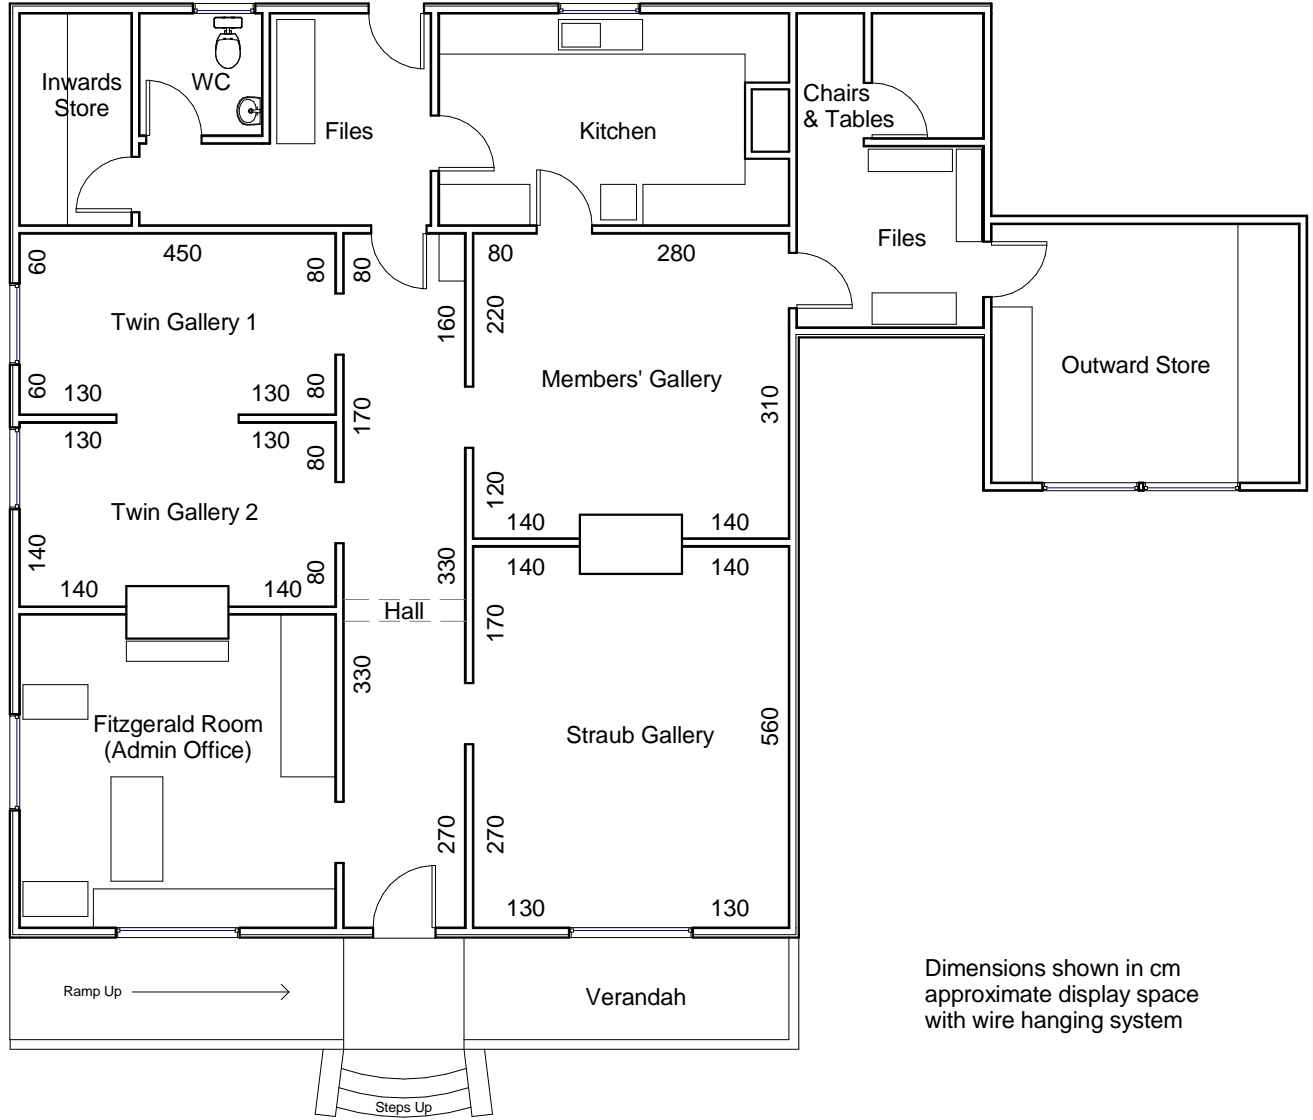 Inwards
Store
WC
Files
Kitchen
Chairs
& Tables
Files
60
450
80
80
80
280
Twin Gallery 1
160
220
Members' Gallery
310
Outward Store
60
130
130
80
170
130
130
80
Twin Gallery 2
120
140
140
140
140
140
80
140
330
140
140
Hall
170
330
Fitzgerald Room
(Admin Office)
Straub Gallery
560
270
270
130
130
Ramp Up
Verandah
Steps Up
Dimensions shown in cm
approximate display space
with wire hanging system